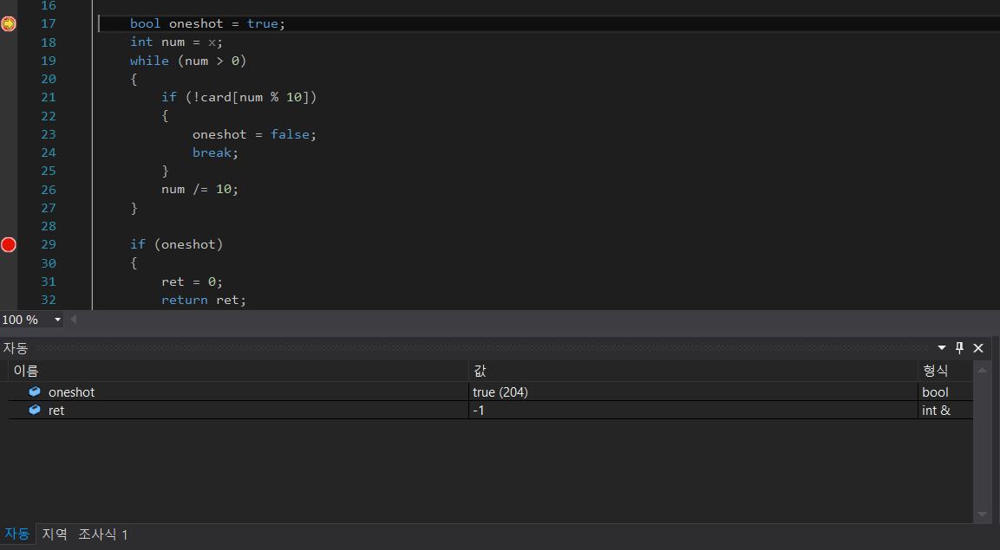 16
17 bool oneshot = true;
18 int num = x;
19 while (num > 0)
20 {
21 if (!card[num % 10])
22 {
23 oneshot = false;
24 break;
25 }
26 num /= 10;
27 }
28
29 if (oneshot)
30 {
31 ret = 0;
32 return ret;
100 %
자동
이름 값 형식
oneshot true (204) bool
ret -1 int &
자동 지역 조사식 1